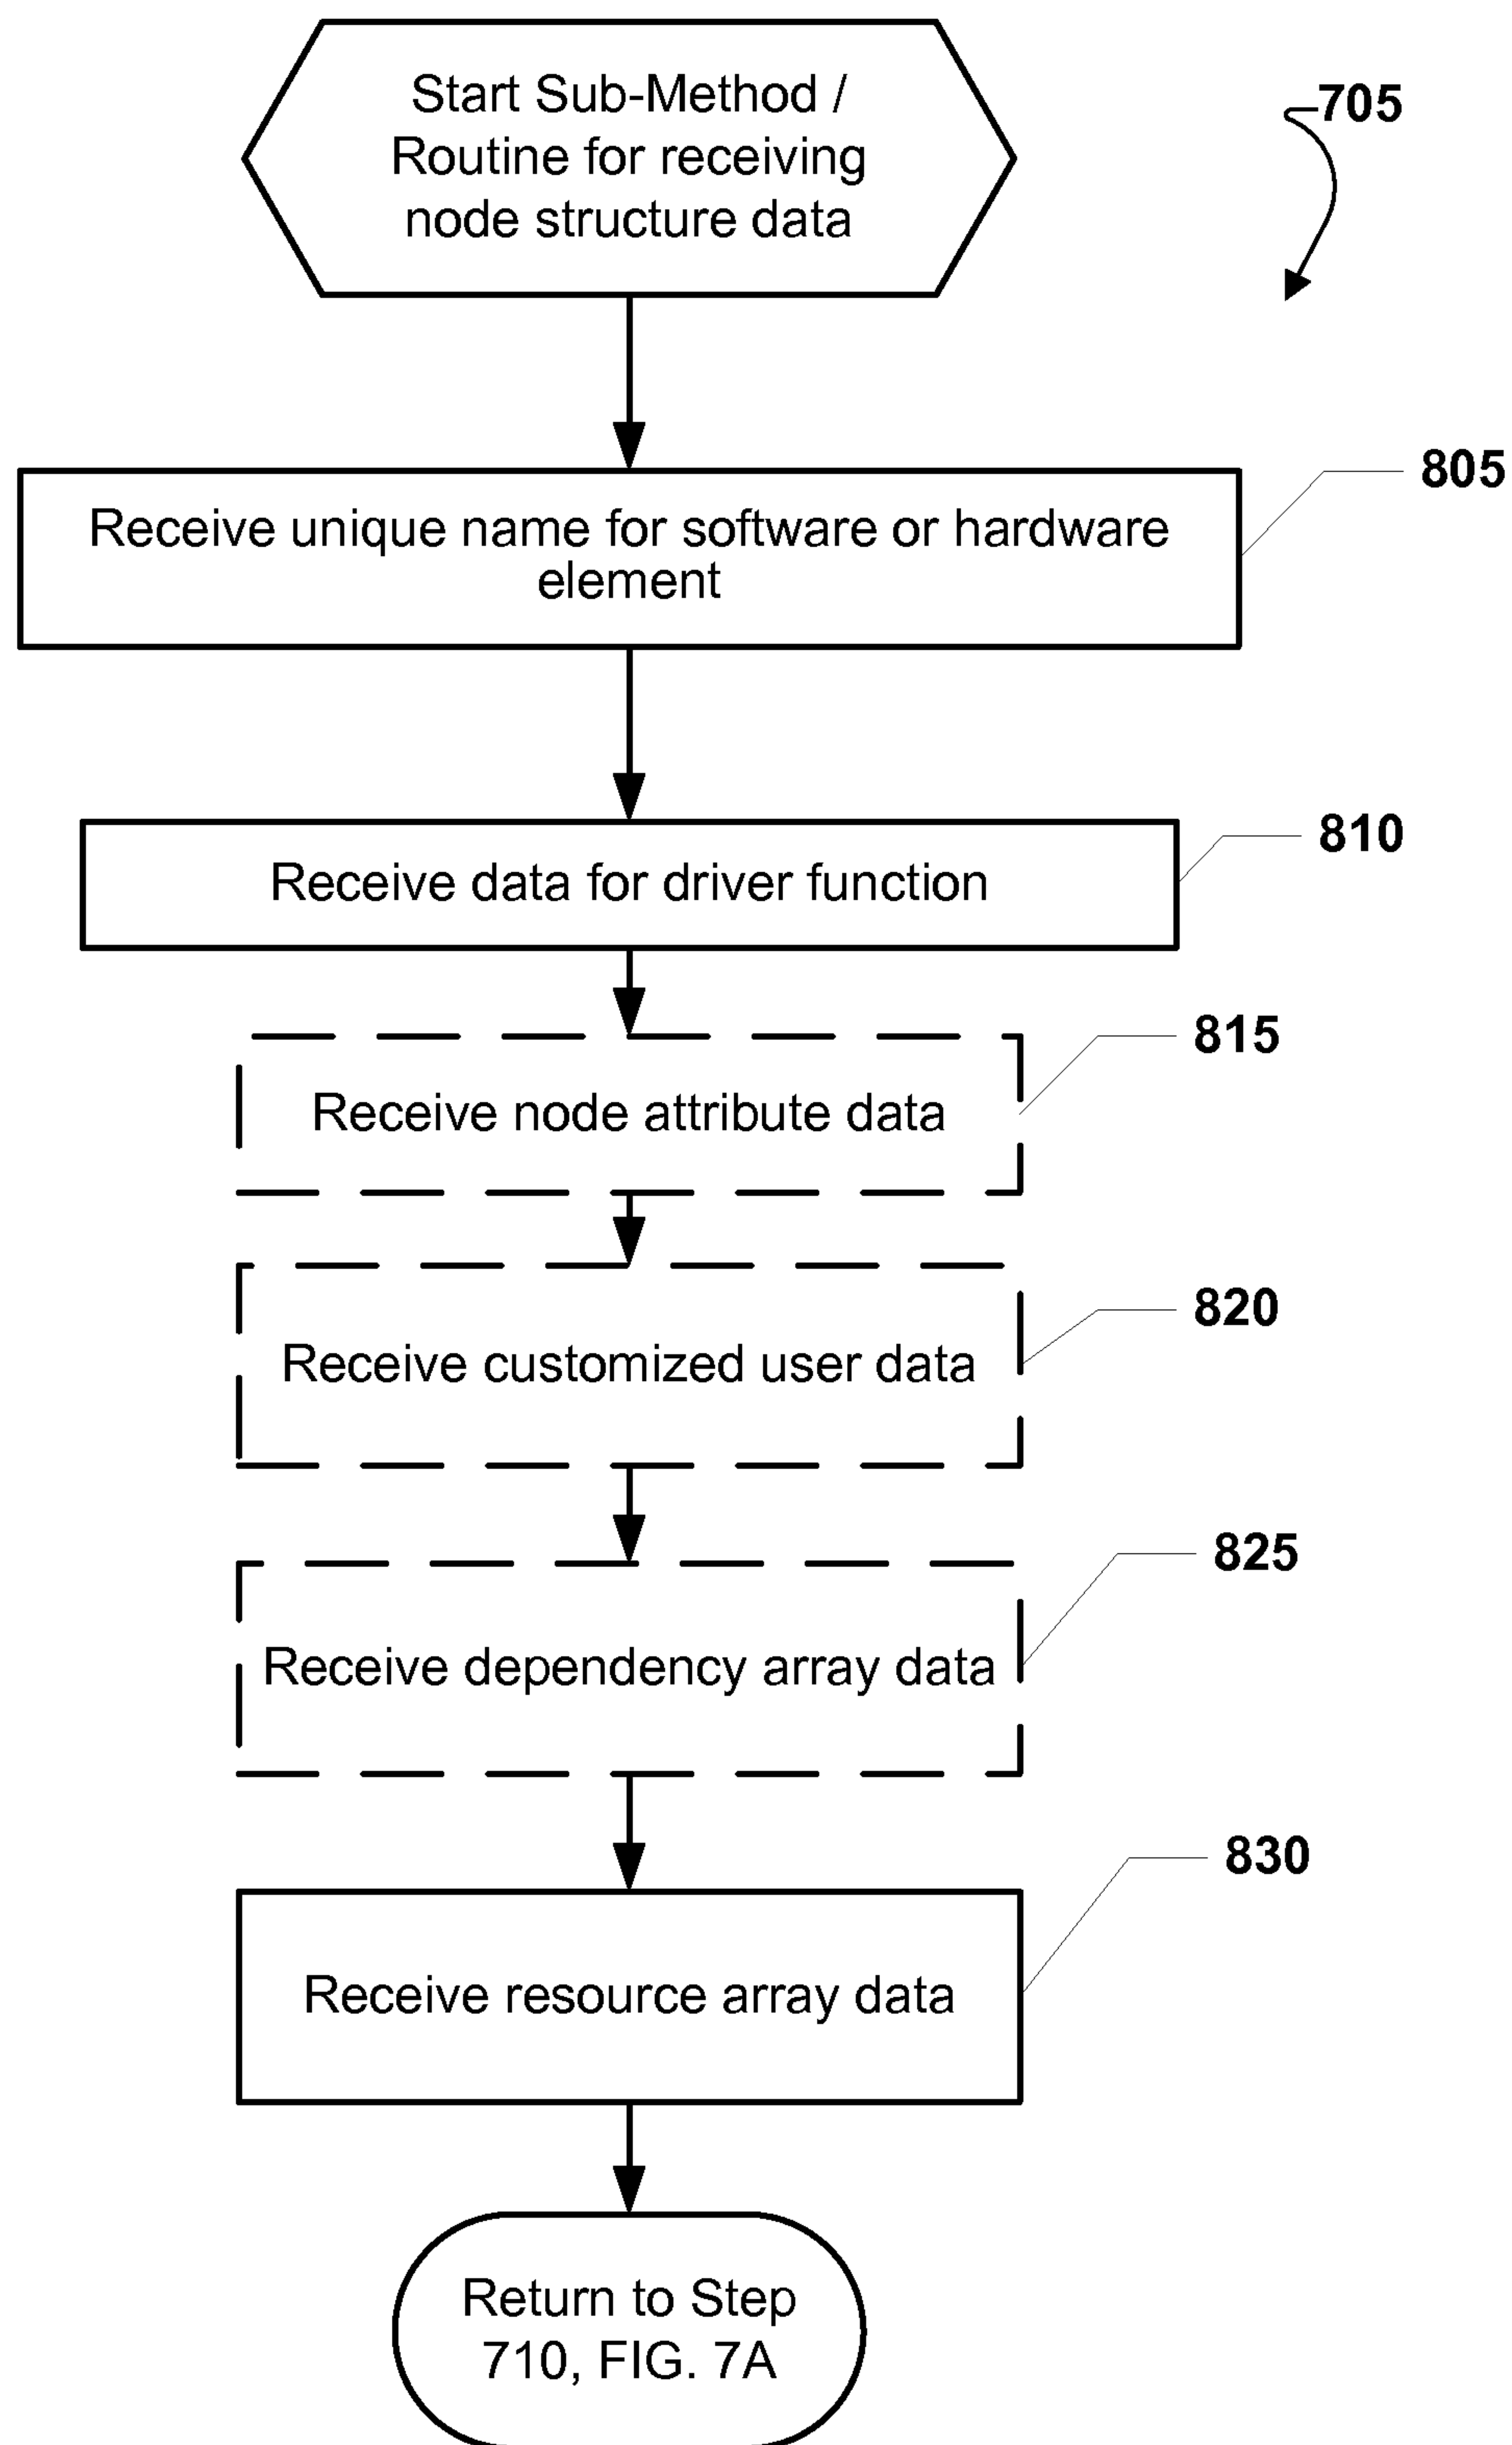 Start Sub-Method /
Routine for receiving
node structure data
705
805
Receive unique name for software or hardware
element
810
Receive data for driver function
815
Receive node attribute data
820
Receive customized user data
825
Receive dependency array data
830
Receive resource array data
Return to Step
710, FIG. 7A